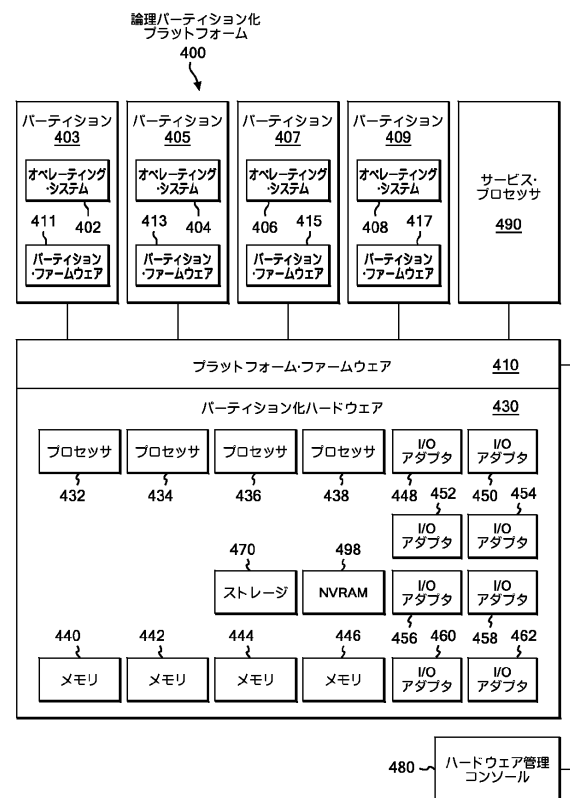 論理パーティション化
プラットフォーム
400
パーティション
403
オペレーティング
・システム
402
411
パーティション
・ファームウェア
パーティション
405
オペレーティング
・システム
413
404
パーティション
・ファームウェア
パーティション
407
オペレーティング
・システム
406
415
パーティション
・ファームウェア
パーティション
409
オペレーティング
・システム
408
417
パーティション
・ファームウェア
サービス・
プロセッサ
490
プラットフォーム・ファームウェア
410
パーティション化ハードウェア
430
プロセッサ
プロセッサ
プロセッサ
プロセッサ
I/O
アダプタ
I/O
アダプタ
432
434
436
438
448
452
450
454
I/O
アダプタ
I/O
アダプタ
470
498
ストレージ
NVRAM
I/O
アダプタ
I/O
アダプタ
440
442
444
446
456
460
458
462
メモリ
メモリ
メモリ
メモリ
I/O
アダプタ
I/O
アダプタ
480
ハードウェア管理
コンソール